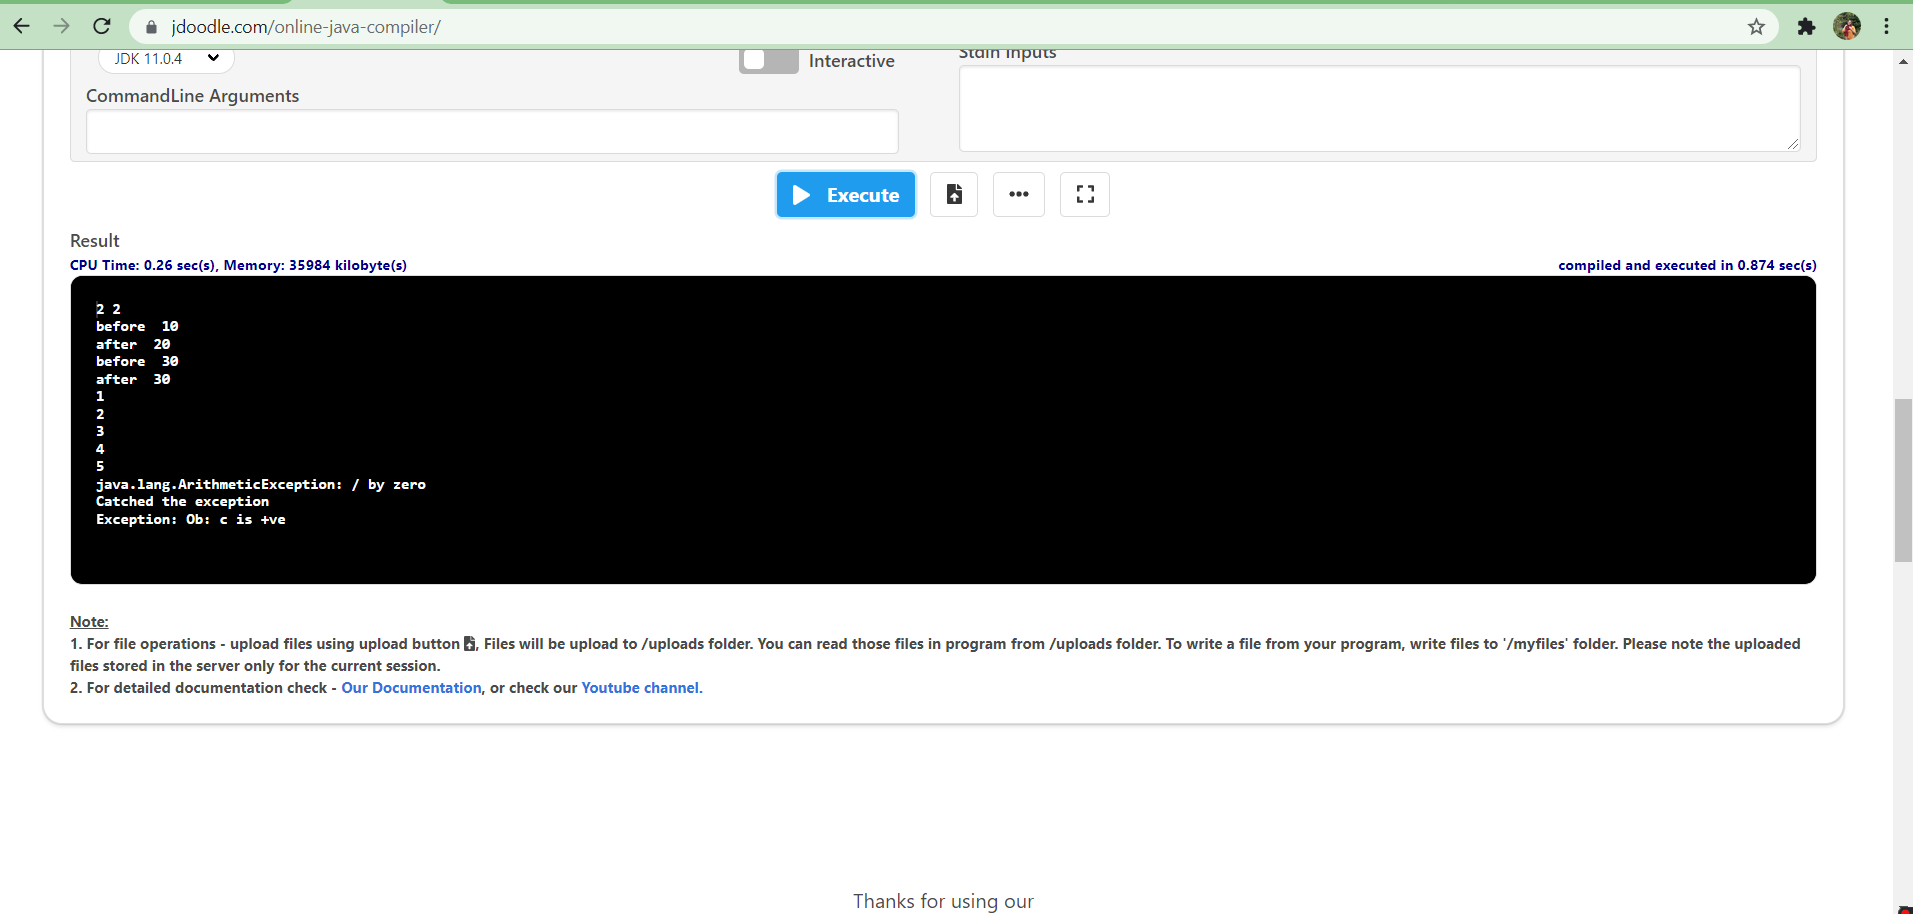 jdoodle.com/online-java-compiler/
JDK 11.0.4
Interactive
Stdin Inputs
CommandLine Arguments
Execute
Result
CPU Time: 0.26 sec(s), Memory: 35984 kilobyte(s)
compiled and executed in 0.874 sec(s)
2 2
before  10
after  20
before  30
after  30
1
2
3
4
5
java.lang.ArithmeticException: / by zero
Catched the exception
Exception: Ob: c is +ve
Note:
1. For file operations - upload files using upload button , Files will be upload to /uploads folder. You can read those files in program from /uploads folder. To write a file from your program, write files to '/myfiles' folder. Please note the uploaded
files stored in the server only for the current session.
2. For detailed documentation check - Our Documentation, or check our Youtube channel.
Thanks for using our